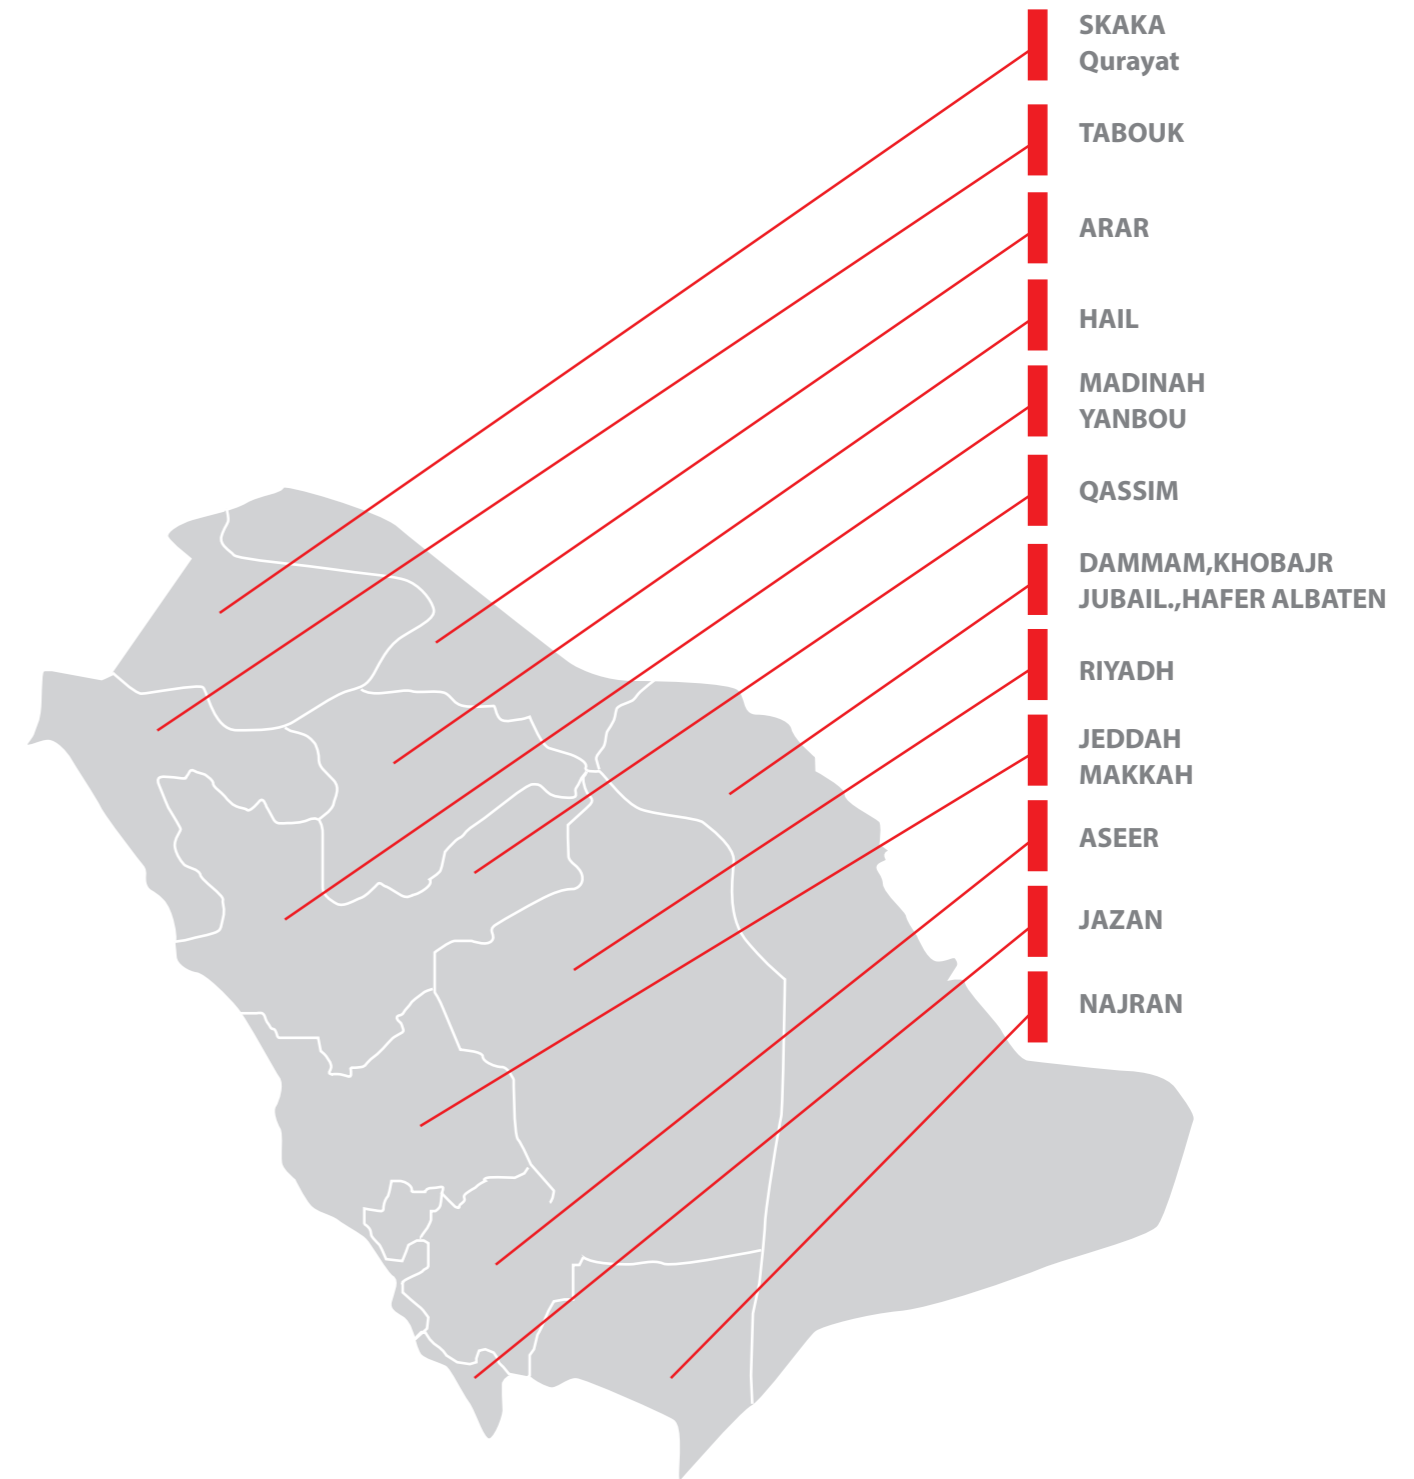 SKAKA
Qurayat
TABOUK
ARAR
HAIL
MADINAH
YANBOU
QASSIM
DAMMAM,KHOBAJR
JUBAIL.,HAFER ALBATEN
RIYADH
JEDDAH
MAKKAH
ASEER
JAZAN
NAJRAN